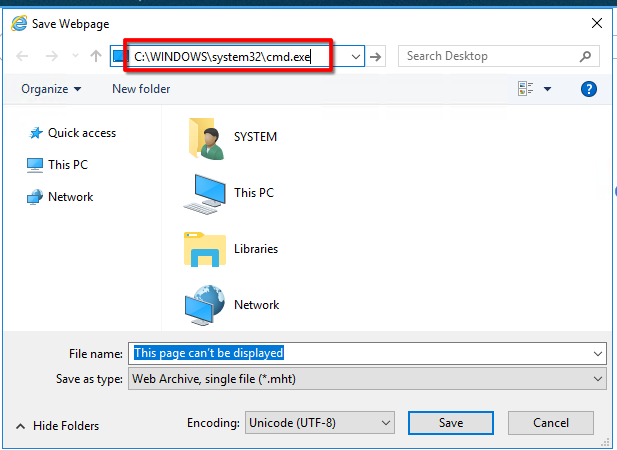 Save Webpage
C:\WINDOWS\system32\cmd.exe
Search Desktop
Organize
New folder
?
Quick access
This PC
Network
SYSTEM
This PC
Libraries
Network
File name: This page can't be displayed
Save as type: Web Archive, single file (*.mht)
Hide Folders
Encoding: Unicode (UTF-8)
Save
Cancel